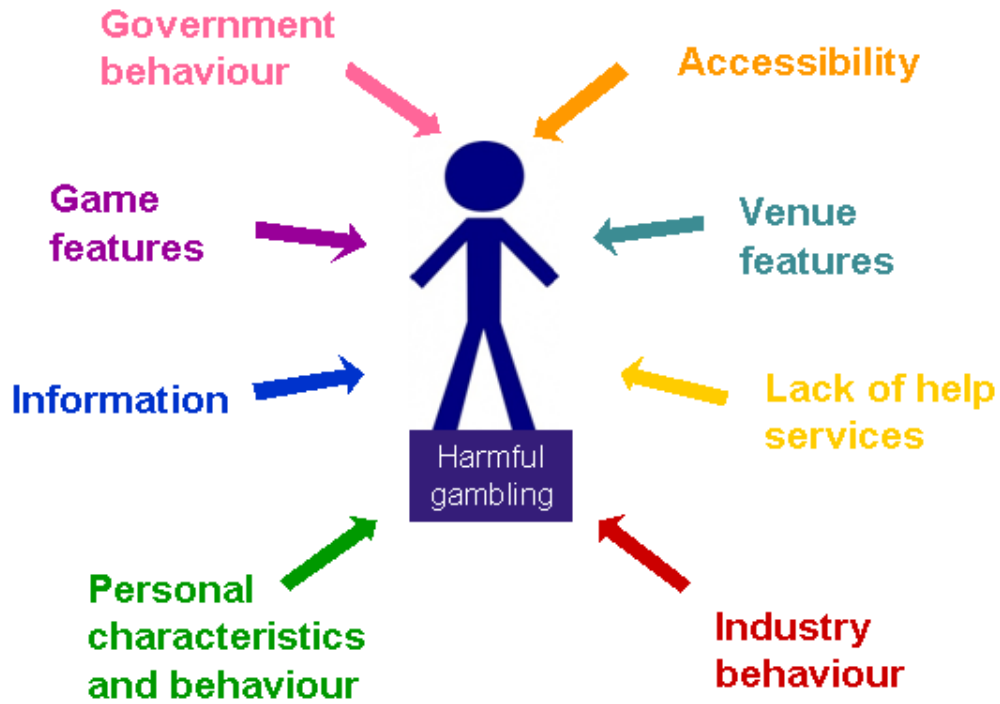 Government
behaviour
Accessibility
Game
features
Venue
features
Information
Lack of help
services
Harmful
gambling
Personal
characteristics
and behaviour
Industry
behaviour